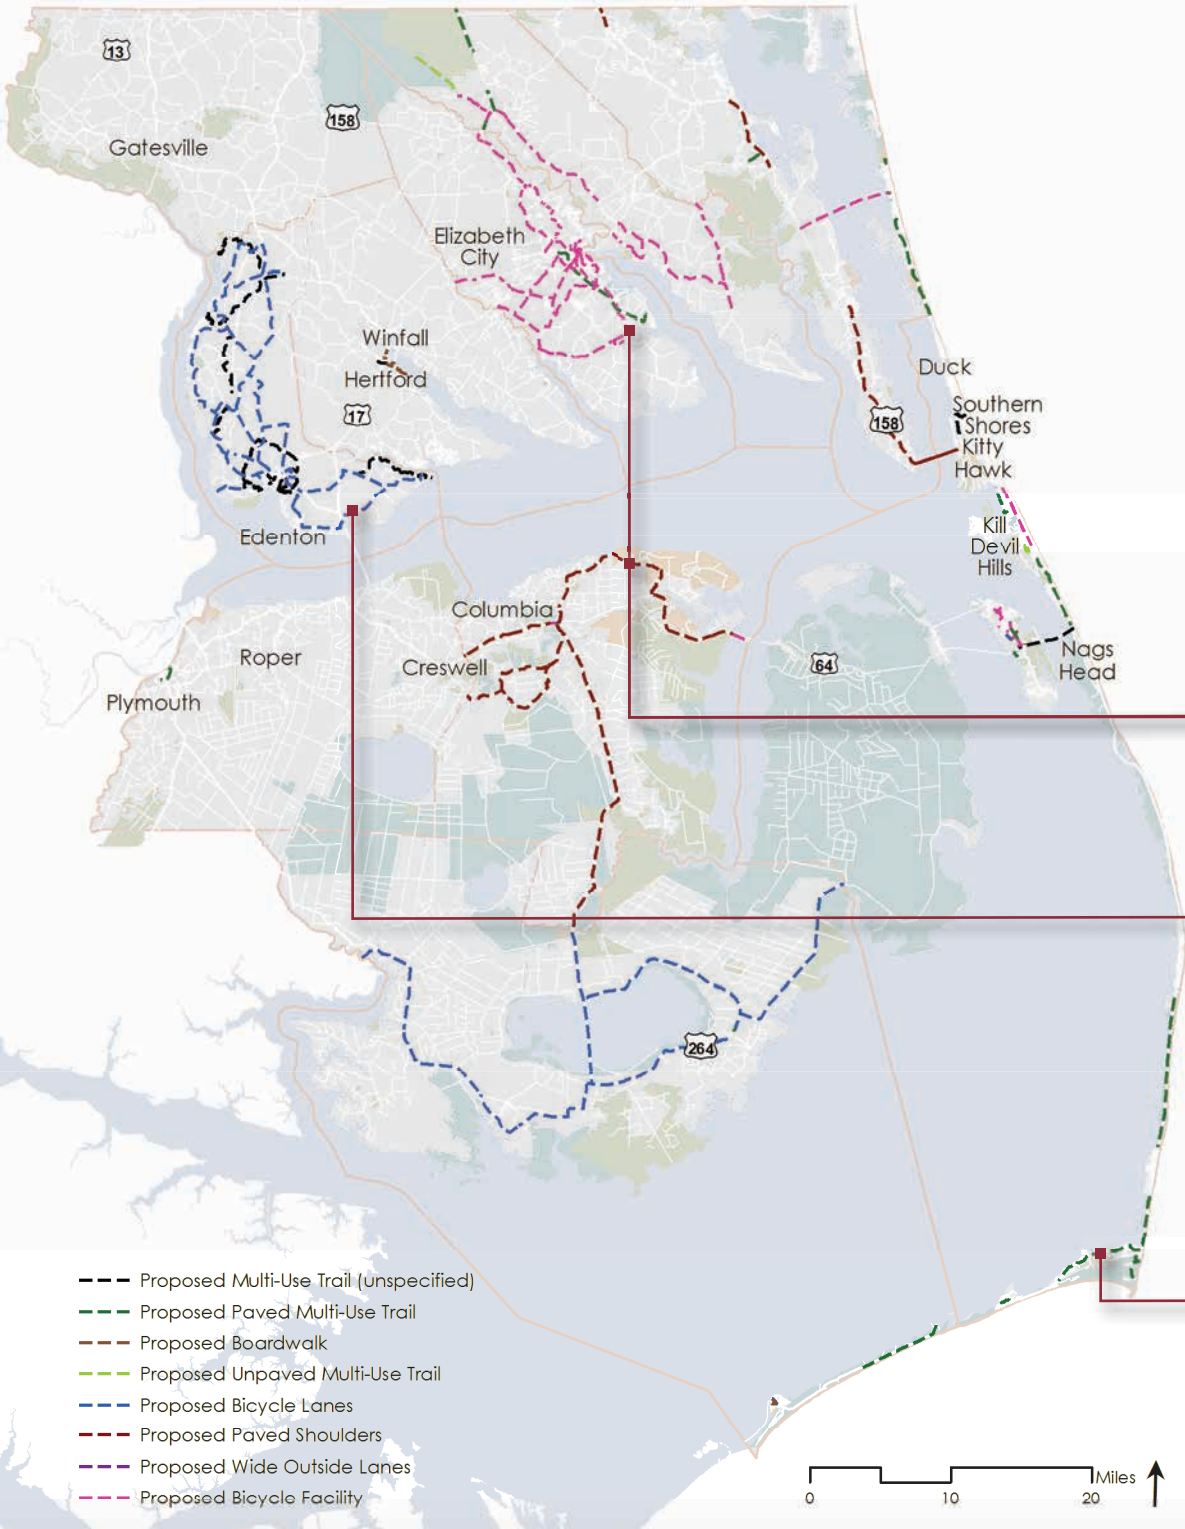 13
158
Gatesville
Elizabeth
City
Winfall
Hertford
17
Duck
158
Southern
Shores
Kitty
Hawk
Edenton
Kill
Devil
Hills
Columbia
Roper
Creswell
64
Nags
Head
Plymouth
264
Proposed Multi-Use Trail (unspecified)
Proposed Paved Multi-Use Trail
Proposed Boardwalk
Proposed Unpaved Multi-Use Trail
Proposed Bicycle Lanes
Proposed Paved Shoulders
Proposed Wide Outside Lanes
Proposed Bicycle Facility
Miles
0 10 20